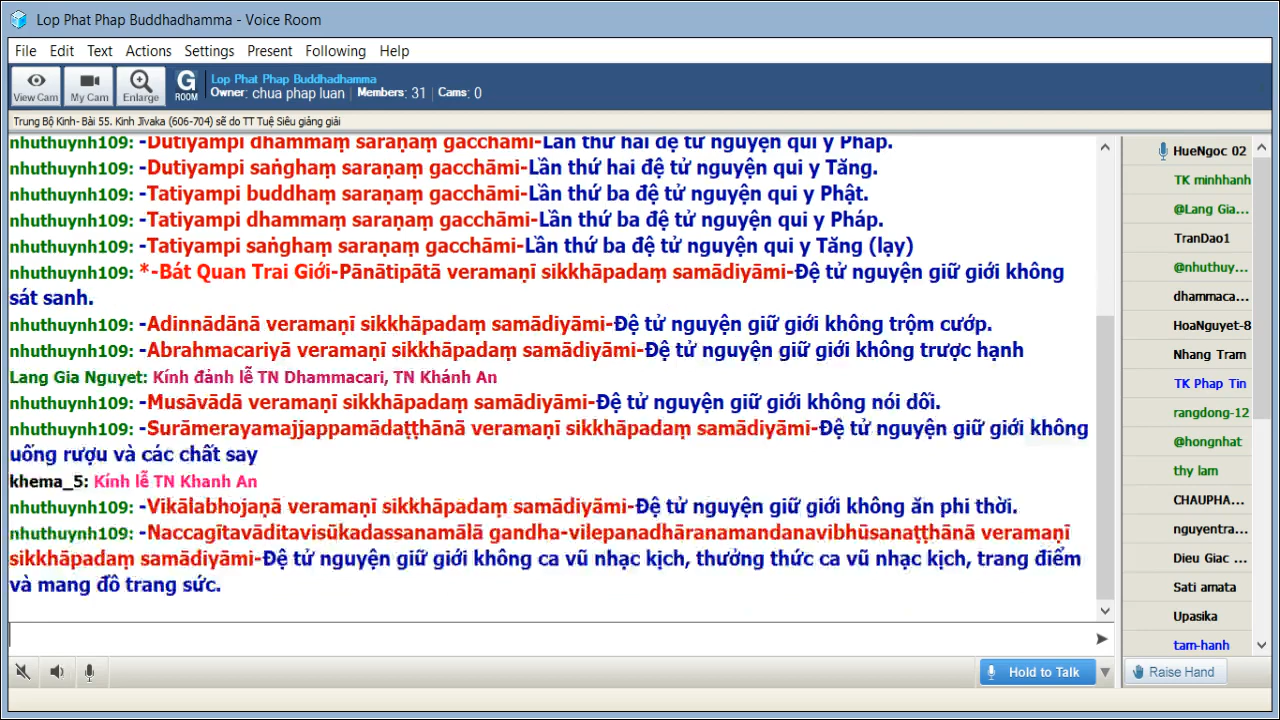 Lop Phat Phap Buddhadhamma - Voice Room
File Edit Text Actions Settings Present Following Help
View Cam My Cam Enlarge G ROOM
Lop Phat Phap Buddhadhamma
Owner: chua phap luan Members: 31 Cams: 0
Trung Bộ Kinh- Bài 55. Kinh Jīvaka (606-704) sẽ do TT Tuệ Siêu giảng giải
nhuthuynh109: -Dutiyampi dhammaṃ saraṇaṃ gacchāmi-Lần thứ hai đệ tử nguyện qui y Pháp.
nhuthuynh109: -Dutiyampi saṅghaṃ saraṇaṃ gacchāmi-Lần thứ hai đệ tử nguyện qui y Tăng.
nhuthuynh109: -Tatiyampi buddhaṃ saraṇaṃ gacchāmi-Lần thứ ba đệ tử nguyện qui y Phật.
nhuthuynh109: -Tatiyampi dhammaṃ saraṇaṃ gacchāmi-Lần thứ ba đệ tử nguyện qui y Pháp.
nhuthuynh109: -Tatiyampi saṅghaṃ saraṇaṃ gacchāmi-Lần thứ ba đệ tử nguyện qui y Tăng (lạy)
nhuthuynh109: *-Bát Quan Trai Giới-Pānātipātā veramaṇī sikkhāpadaṃ samādiyāmi-Đệ tử nguyện giữ giới không
sát sanh.
nhuthuynh109: -Adinnādānā veramaṇī sikkhāpadaṃ samādiyāmi-Đệ tử nguyện giữ giới không trộm cướp.
nhuthuynh109: -Abrahmacariyā veramaṇī sikkhāpadaṃ samādiyāmi-Đệ tử nguyện giữ giới không trược hạnh
Lang Gia Nguyet: Kính đảnh lễ TN Dhammacari, TN Khánh An
nhuthuynh109: -Musāvādā veramaṇī sikkhāpadaṃ samādiyāmi-Đệ tử nguyện giữ giới không nói dối.
nhuthuynh109: -Surāmerayamajjappamādaṭṭhānā veramaṇī sikkhāpadaṃ samādiyāmi-Đệ tử nguyện giữ giới không
uống rượu và các chất say
khema_5: Kính lễ TN Khanh An
nhuthuynh109: -Vikālabhojaṇā veramaṇī sikkhāpadaṃ samādiyāmi-Đệ tử nguyện giữ giới không ăn phi thời.
nhuthuynh109: -Naccagītavāditavisūkadassanamālā gandha-vilepanadhāranamandanavibhūsanaṭṭhānā veramaṇī
sikkhāpadaṃ samādiyāmi-Đệ tử nguyện giữ giới không ca vũ nhạc kịch, thưởng thức ca vũ nhạc kịch, trang điểm
và mang đồ trang sức.
HueNgoc 02
TK minhhanh
@Lang Gia...
TranDao1
@nhuthuy...
dhammaca...
HoaNguyet-8
Nhang Tram
TK Phap Tin
rangdong-12
@hongnhat
thy lam
CHAUPHA...
nguyentra...
Dieu Giac ...
Sati amata
Upasika
tam-hanh
Hold to Talk
Raise Hand